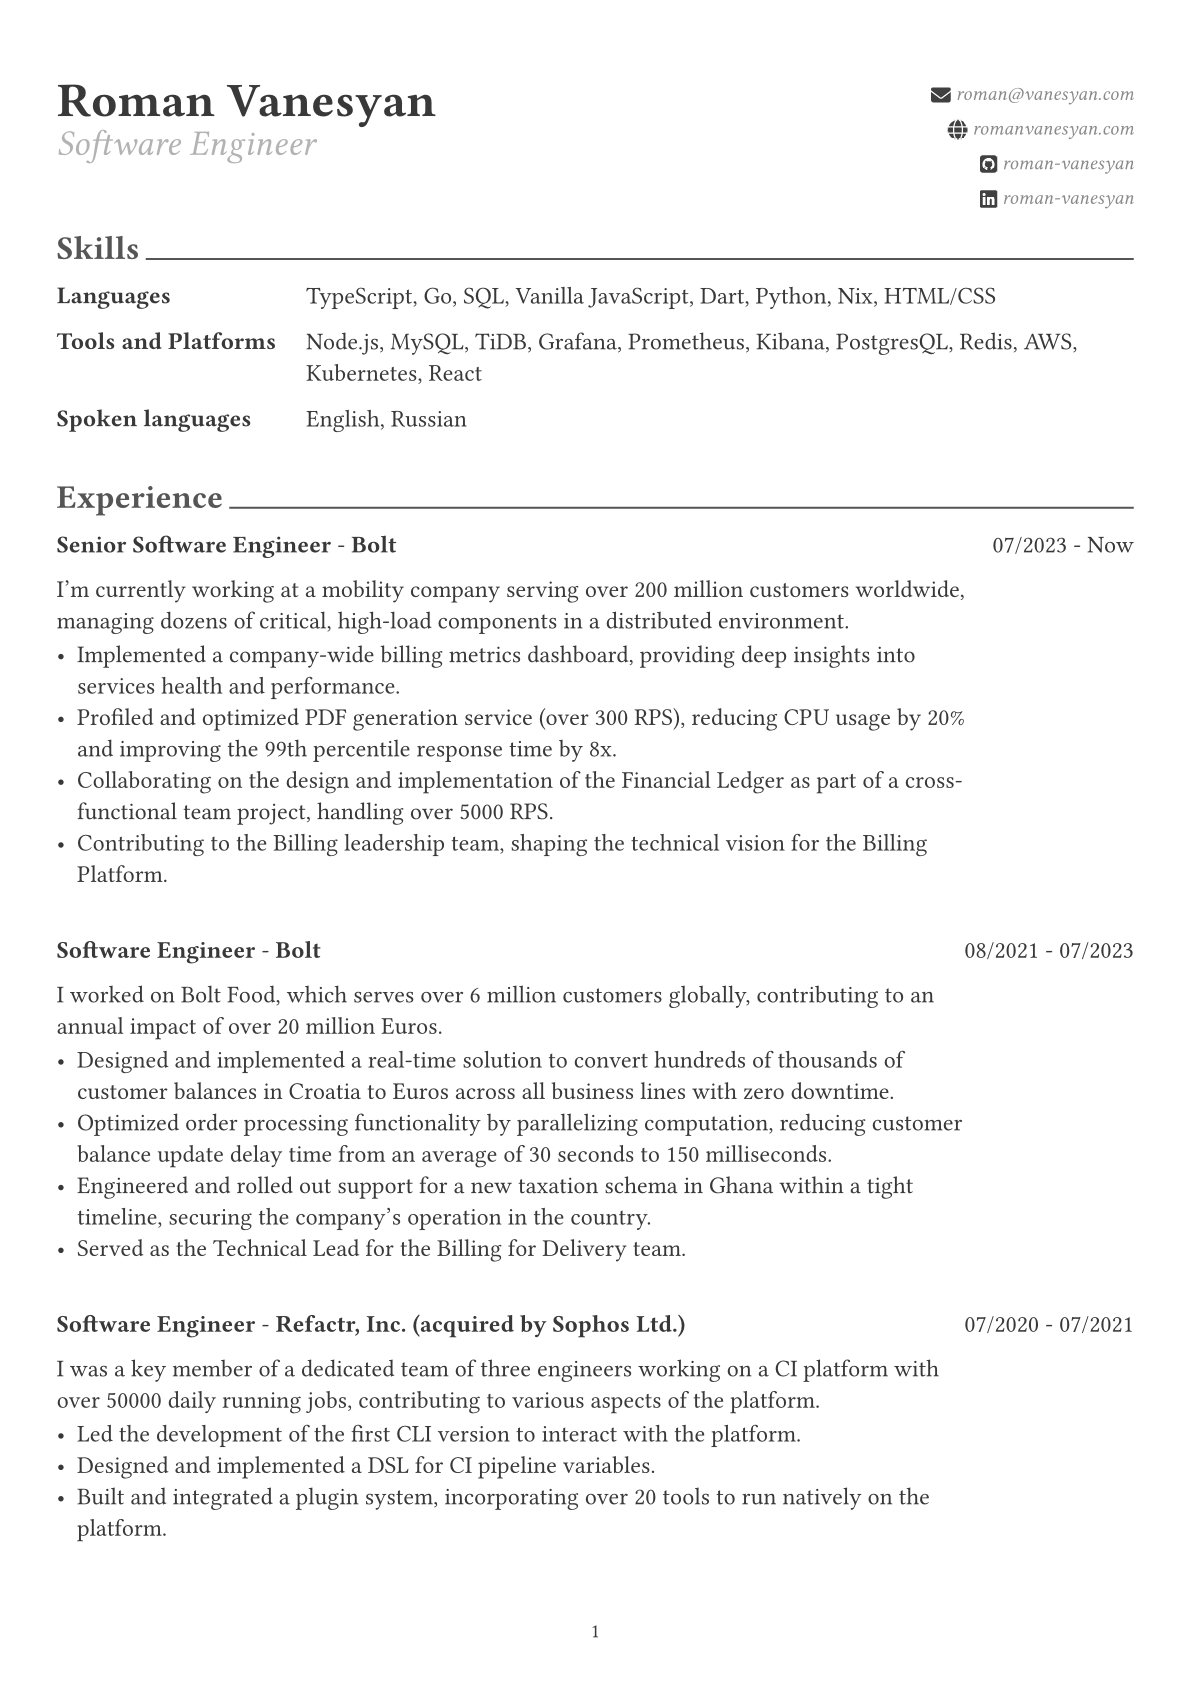 Roman Vanesyan
Software Engineer
roman@vanesyan.com
romanvanesyan.com
roman-vanesyan
roman-vanesyan
Skills
Languages TypeScript, Go, SQL, Vanilla JavaScript, Dart, Python, Nix, HTML/CSS
Tools and Platforms Node.js, MySQL, TiDB, Grafana, Prometheus, Kibana, PostgresQL, Redis, AWS,
Kubernetes, React
Spoken languages English, Russian
Experience
Senior Software Engineer - Bolt 07/2023 - Now
I’m currently working at a mobility company serving over 200 million customers worldwide,
managing dozens of critical, high-load components in a distributed environment.
• Implemented a company-wide billing metrics dashboard, providing deep insights into
services health and performance.
• Profiled and optimized PDF generation service (over 300 RPS), reducing CPU usage by 20%
and improving the 99th percentile response time by 8x.
• Collaborating on the design and implementation of the Financial Ledger as part of a cross-
functional team project, handling over 5000 RPS.
• Contributing to the Billing leadership team, shaping the technical vision for the Billing
Platform.
Software Engineer - Bolt 08/2021 - 07/2023
I worked on Bolt Food, which serves over 6 million customers globally, contributing to an
annual impact of over 20 million Euros.
• Designed and implemented a real-time solution to convert hundreds of thousands of
customer balances in Croatia to Euros across all business lines with zero downtime.
• Optimized order processing functionality by parallelizing computation, reducing customer
balance update delay time from an average of 30 seconds to 150 milliseconds.
• Engineered and rolled out support for a new taxation schema in Ghana within a tight
timeline, securing the company’s operation in the country.
• Served as the Technical Lead for the Billing for Delivery team.
Software Engineer - Refactr, Inc. (acquired by Sophos Ltd.) 07/2020 - 07/2021
I was a key member of a dedicated team of three engineers working on a CI platform with
over 50000 daily running jobs, contributing to various aspects of the platform.
• Led the development of the first CLI version to interact with the platform.
• Designed and implemented a DSL for CI pipeline variables.
• Built and integrated a plugin system, incorporating over 20 tools to run natively on the
platform.
1